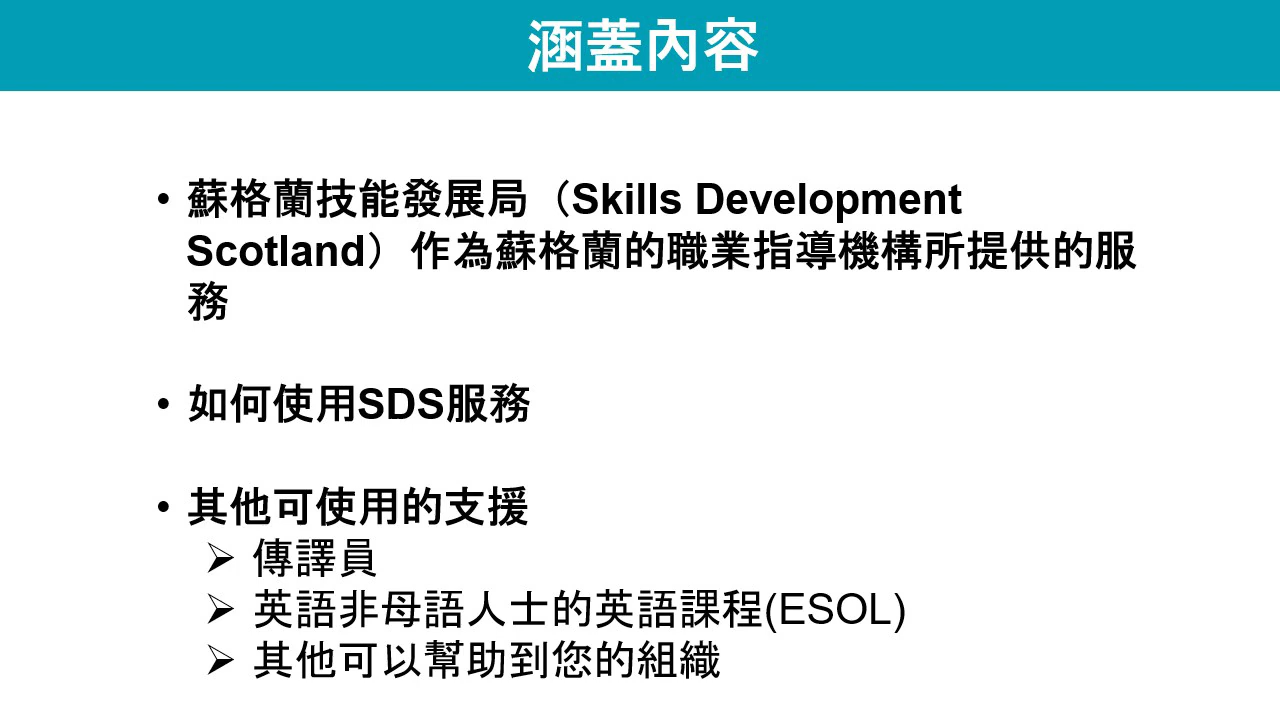 涵蓋內容
• 蘇格蘭技能發展局（Skills Development
Scotland）作為蘇格蘭的職業指導機構所提供的服
務
• 如何使用SDS服務
• 其他可使用的支援
➢ 傳譯員
➢ 英語非母語人士的英語課程(ESOL)
➢ 其他可以幫助到您的組織